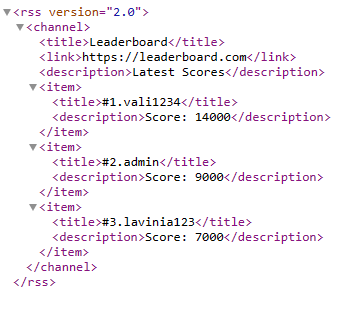 <rss version="2.0">
<channel>
<title>Leaderboard</title>
<link>https://leaderboard.com</link>
<description>Latest Scores</description>
<item>
<title>#1.vali1234</title>
<description>Score: 14000</description>
</item>
<item>
<title>#2.admin</title>
<description>Score: 9000</description>
</item>
<item>
<title>#3.lavinia123</title>
<description>Score: 7000</description>
</item>
</channel>
</rss>